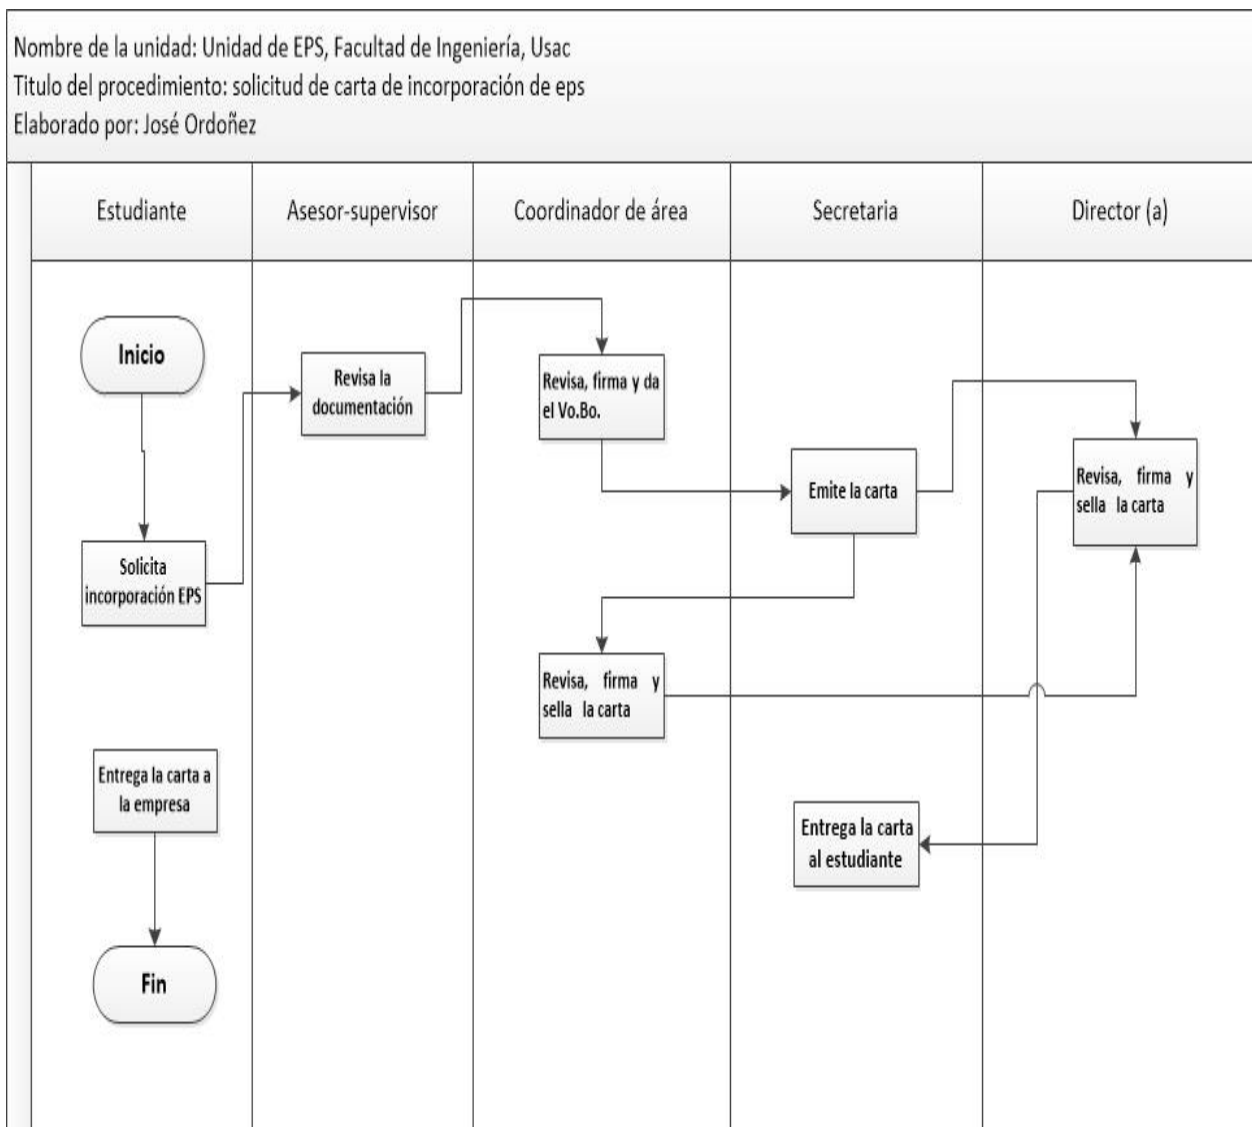 Nombre de la unidad: Unidad de EPS, Facultad de Ingeniería, Usac
Titulo del procedimiento: solicitud de carta de incorporación de eps
Elaborado por: José Ordoñez
Estudiante
Asesor-supervisor
Coordinador de área
Secretaria
Director (a)
Inicio
Revisa la
documentación
Revisa, firma y da
el Vo.Bo.
Emite la carta
Revisa, firma y
sella la carta
Solicita
incorporación EPS
Revisa, firma y
sella la carta
Entrega la carta a
la empresa
Entrega la carta
al estudiante
Fin